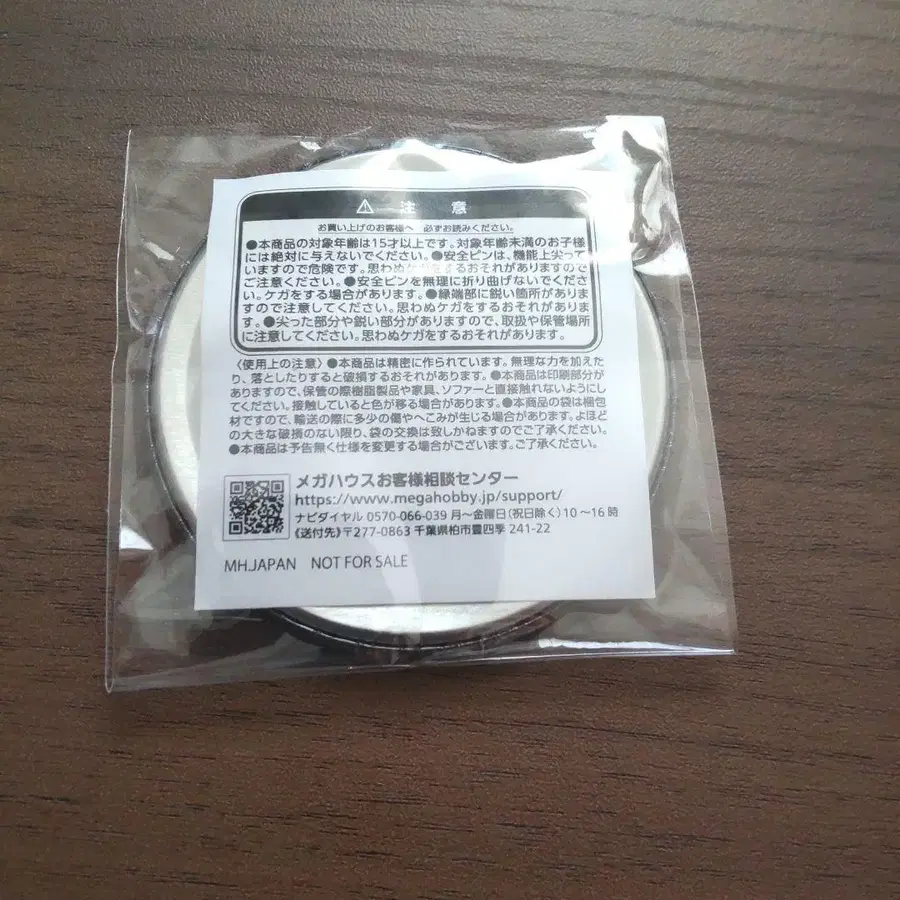 ⚠ 注 意
お買い上げのお客様へ 必ずお読みください。
●本商品の対象年齢は15才以上です。対象年齢未満のお子様
には絶対に与えないでください。●安全ピンは、機能上尖って
いますので危険です。思わぬケガをするおそれがありますので
ご注意ください。●安全ピンを無理に折り曲げないでくださ
い。ケガをする場合があります。●縁端部に鋭い箇所がありま
すので注意してください。思わぬケガをするおそれがありま
す。●尖った部分や鋭い部分がありますので、取扱や保管場所
に注意してください。思わぬケガをするおそれがあります。
〈使用上の注意〉●本商品は精密に作られています。無理な力を加えた
り、落としたりすると破損するおそれがあります。●本商品は印刷部分が
ありますので、保管の際樹脂製品や家具、ソファーと直接触れないようにし
てください。接触していると色が移る場合があります。●本商品の袋は梱包
材ですので、輸送の際に多少の傷やへこみが生じる場合があります。よほど
の大きな破損のない限り、袋の交換は致しかねますのでご了承ください。
●本商品は予告無く仕様を変更する場合がございます。ご了承ください。
メガハウスお客様相談センター
https://www.megahobby.jp/support/
ナビダイヤル 0570-066-039 月〜金曜日(祝日除く)10〜16時
《送付先》〒277-0863 千葉県柏市豊四季 241-22
MH.JAPAN NOT FOR SALE